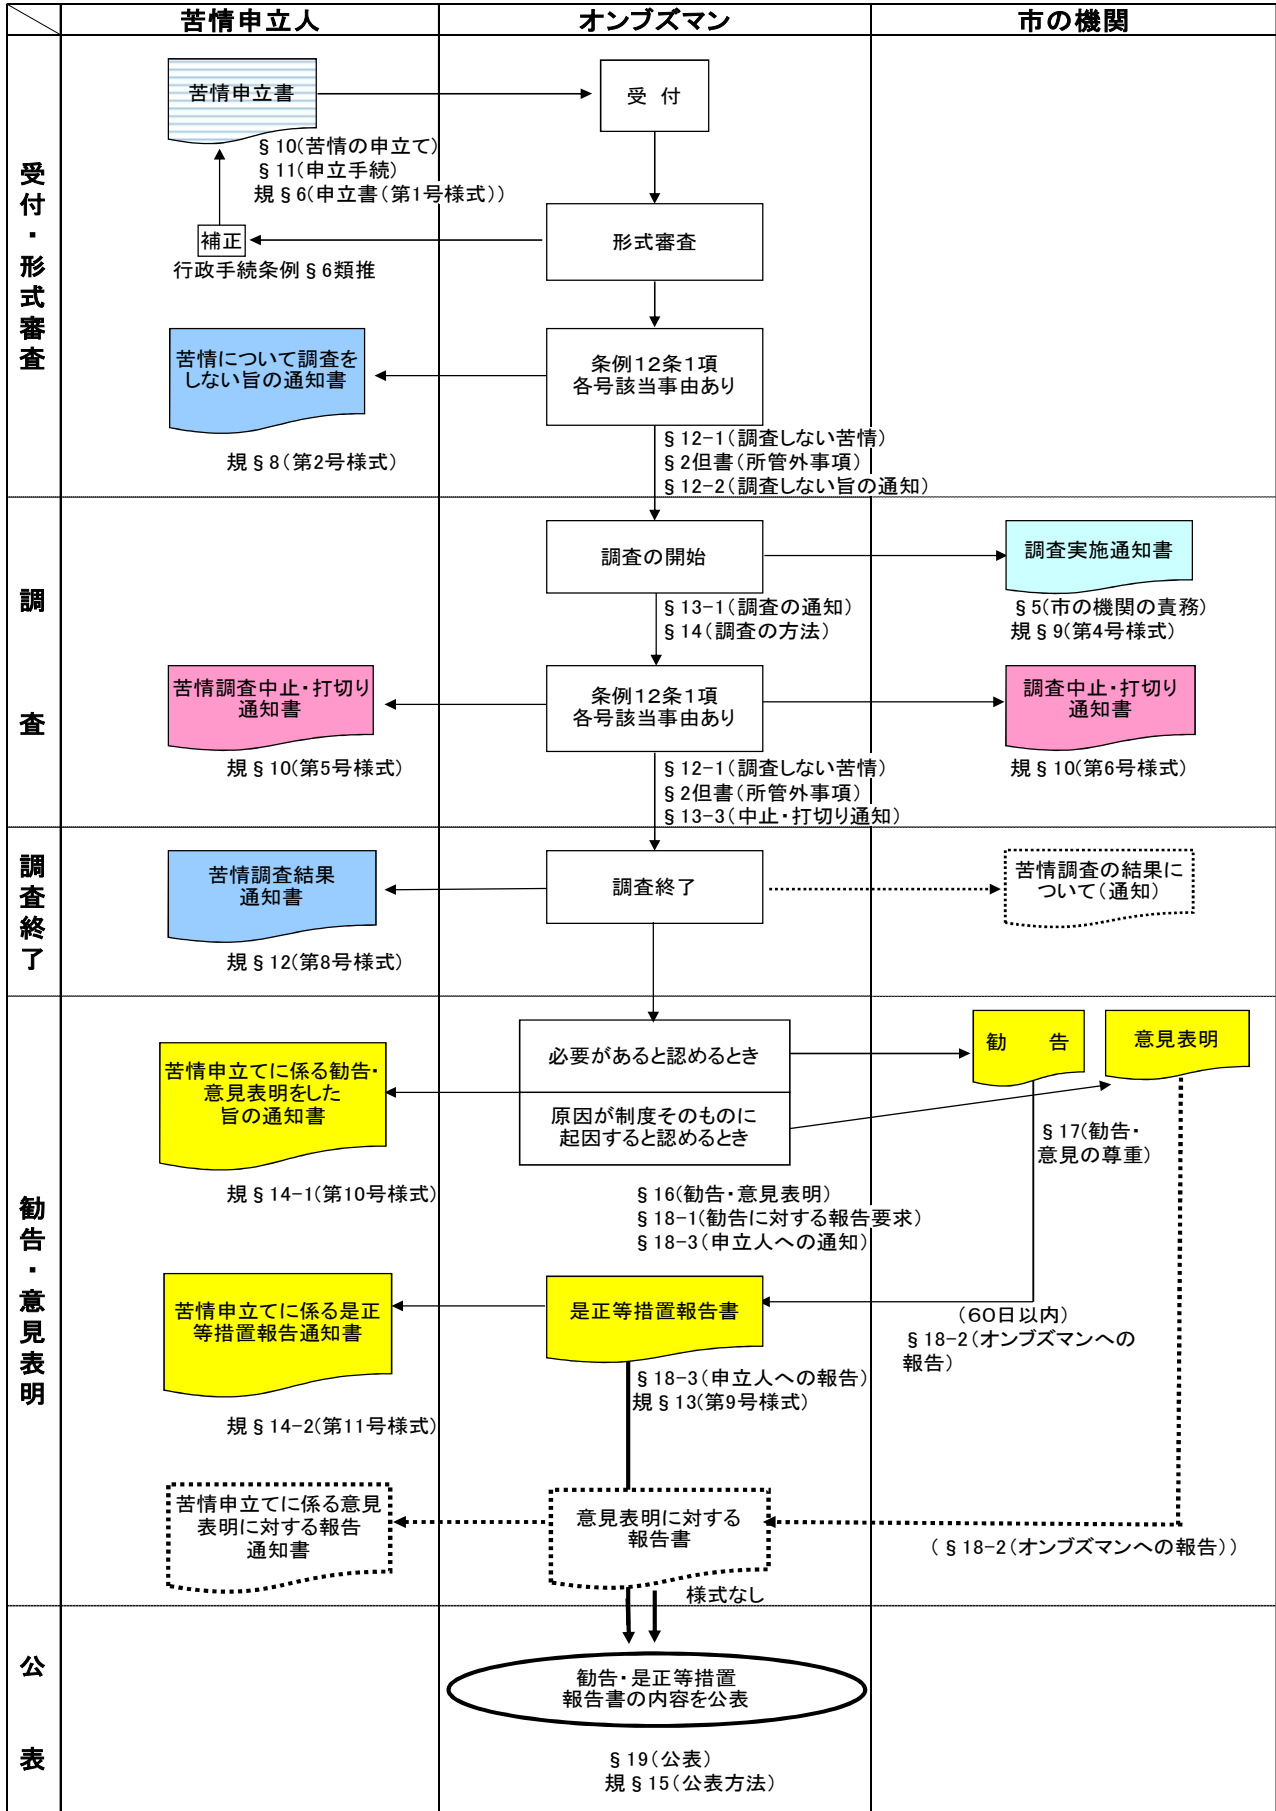 苦情申立人
オンブズマン
市の機関
受付・形式審査
苦情申立書
受 付
§10(苦情の申立て)
§11(申立手続)
規§6(申立書(第1号様式))
補正
形式審査
行政手続条例§6類推
苦情について調査を
しない旨の通知書
条例12条1項
各号該当事由あり
規§8(第2号様式)
§12-1(調査しない苦情)
§2但書(所管外事項)
§12-2(調査しない旨の通知)
調査
調査の開始
調査実施通知書
§13-1(調査の通知)
§14(調査の方法)
§5(市の機関の責務)
規§9(第4号様式)
苦情調査中止・打切り
通知書
条例12条1項
各号該当事由あり
調査中止・打切り
通知書
規§10(第5号様式)
§12-1(調査しない苦情)
§2但書(所管外事項)
§13-3(中止・打切り通知)
規§10(第6号様式)
調査終了
苦情調査結果
通知書
調査終了
苦情調査の結果に
ついて(通知)
規§12(第8号様式)
勧告・意見表明
苦情申立てに係る勧告・
意見表明をした
旨の通知書
必要があると認めるとき
原因が制度そのものに
起因すると認めるとき
勧 告
意見表明
§17(勧告・
意見の尊重)
規§14-1(第10号様式)
§16(勧告・意見表明)
§18-1(勧告に対する報告要求)
§18-3(申立人への通知)
苦情申立てに係る是正
等措置報告通知書
是正等措置報告書
(60日以内)
§18-2(オンブズマンへの
報告)
§18-3(申立人への報告)
規§13(第9号様式)
規§14-2(第11号様式)
苦情申立てに係る意見
表明に対する報告
通知書
意見表明に対する
報告書
(§18-2(オンブズマンへの報告))
様式なし
公表
勧告・是正等措置
報告書の内容を公表
§19(公表)
規§15(公表方法)